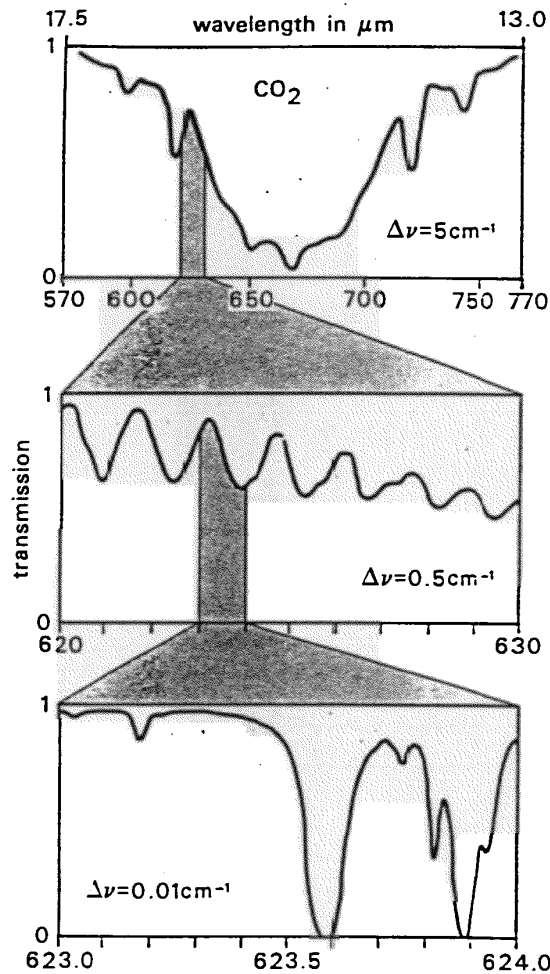 17.5 wavelength in μm 13.0
1
CO₂
Δν=5cm⁻¹
0
570 600 650 700 750 770
1
transmission
Δν=0.5cm⁻¹
0
620 630
1
Δν=0.01cm⁻¹
0
623.0 623.5 624.0